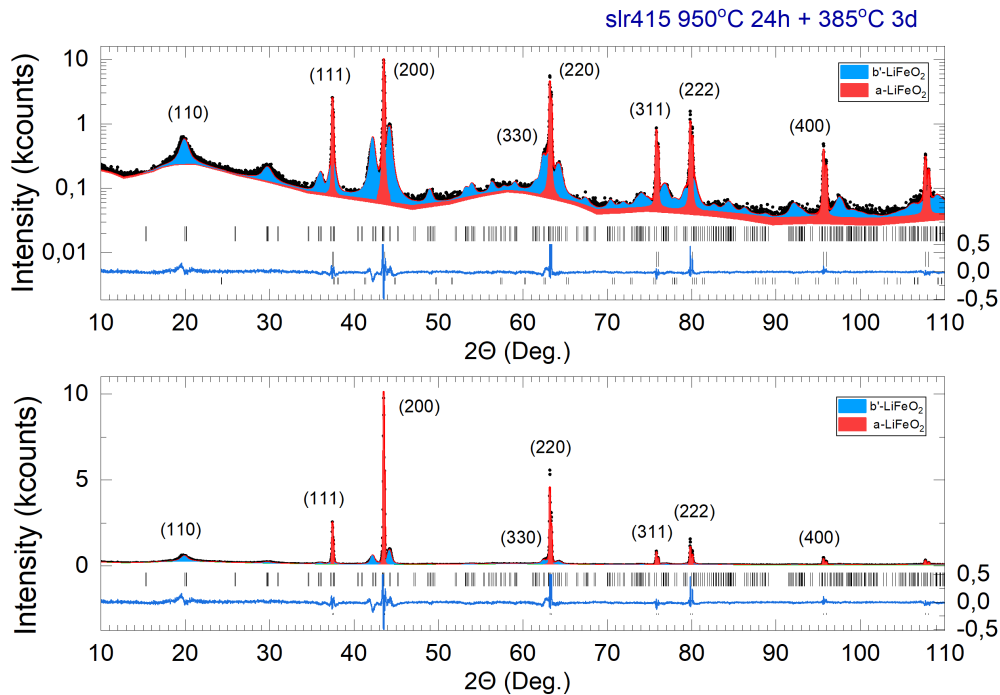 slr415 950°C 24h + 385°C 3d
Intensity (kcounts)
10
1
0,1
0,01
(110)
(111)
(200)
(330)
(220)
(311)
(222)
(400)
b'-LiFeO₂
a-LiFeO₂
0,5
0,0
-0,5
10 20 30 40 50 60 70 80 90 100 110
2Θ (Deg.)
Intensity (kcounts)
10
5
0
(110)
(111)
(200)
(330)
(220)
(311)
(222)
(400)
b'-LiFeO₂
a-LiFeO₂
0,5
0,0
-0,5
10 20 30 40 50 60 70 80 90 100 110
2Θ (Deg.)